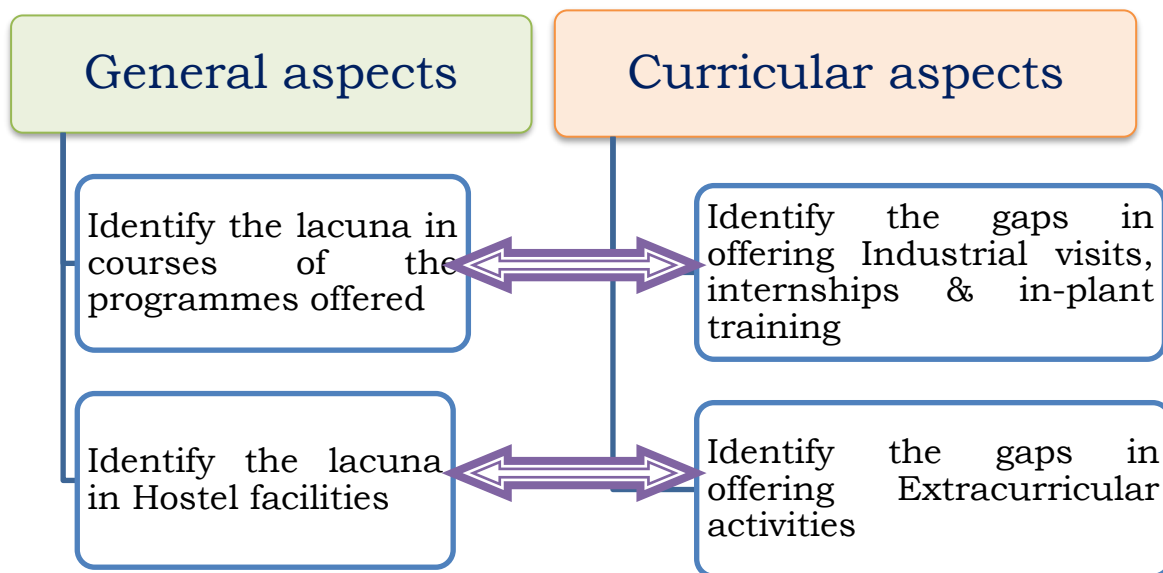 General aspects
Curricular aspects
Identify the lacuna in
courses of the
programmes offered
Identify the gaps in
offering Industrial visits,
internships & in-plant
training
Identify the lacuna
in Hostel facilities
Identify the gaps in
offering Extracurricular
activities